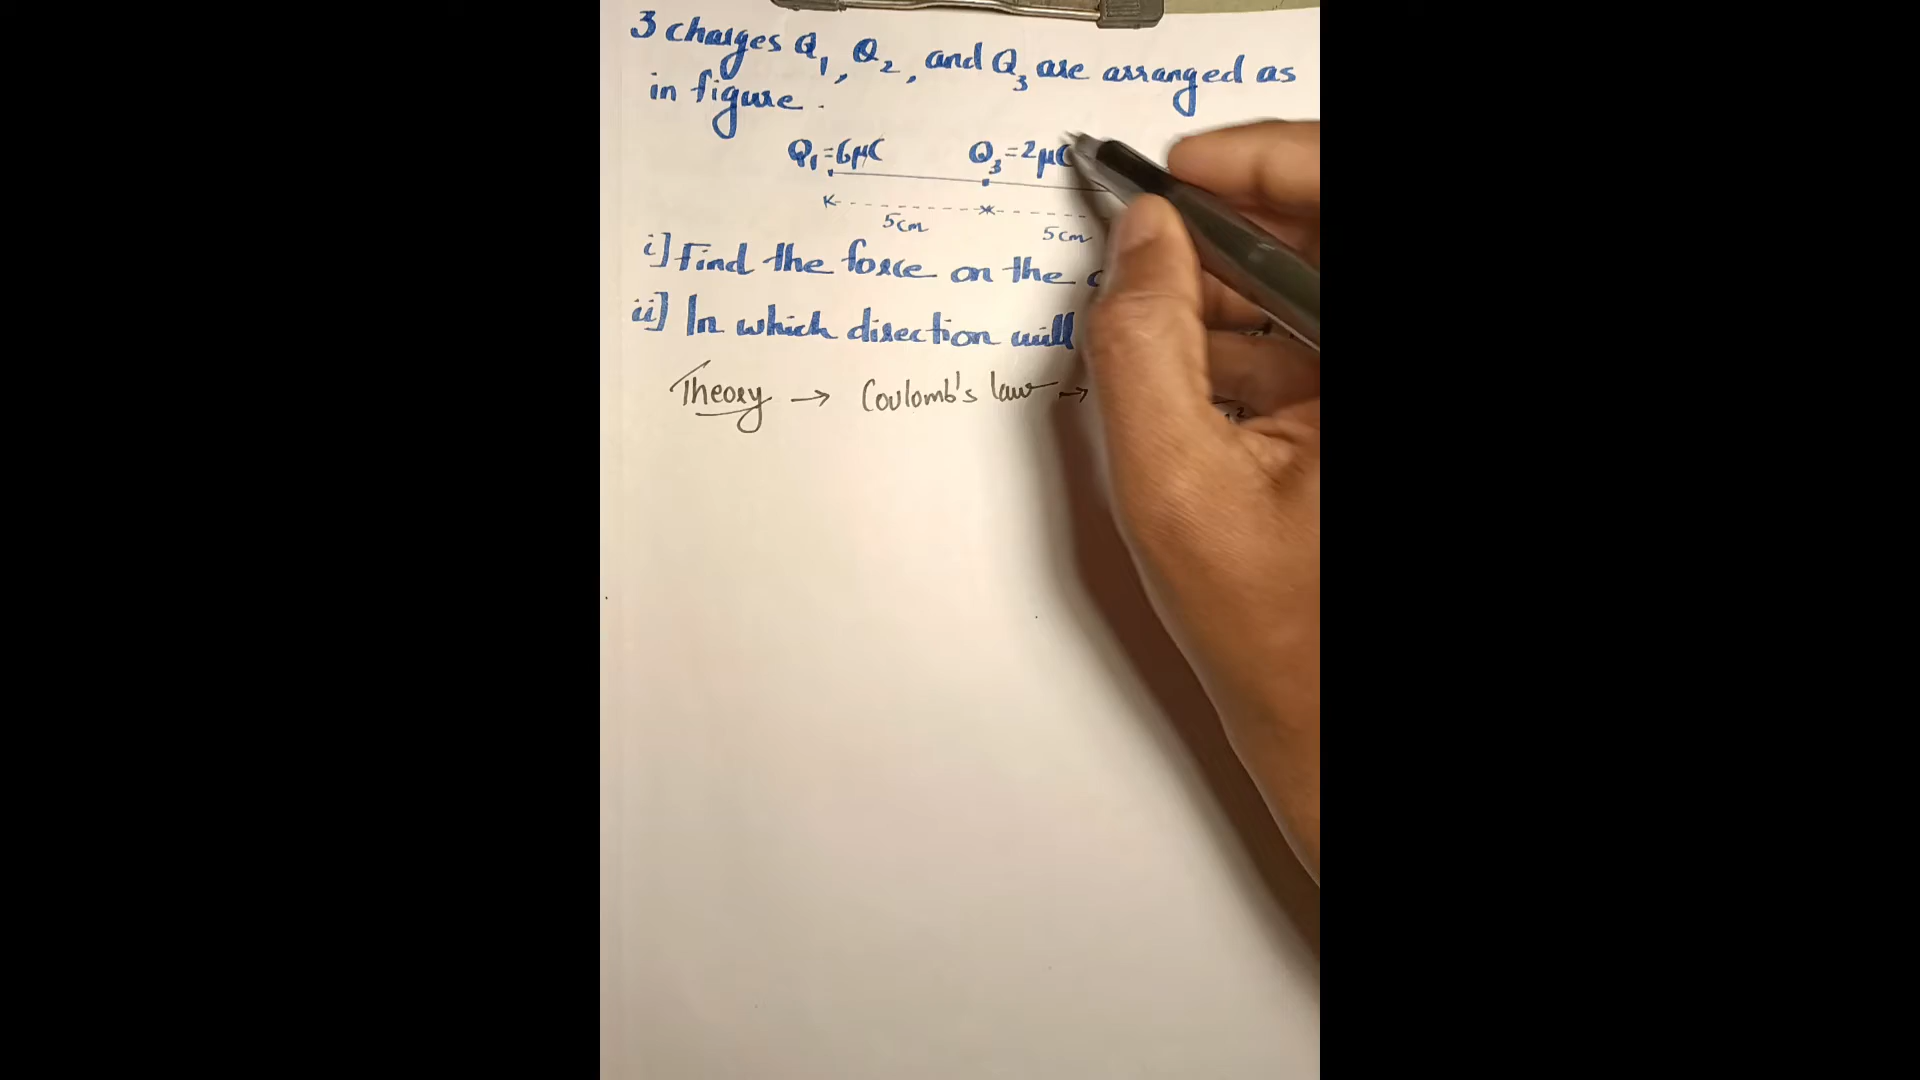 3 charges Q1, Q2, and Q3 are arranged as
in figure.
Q1=6μC Q3=2μC
5cm 5cm
i] Find the force on the
ii] In which direction will
Theory → Coulomb's law →